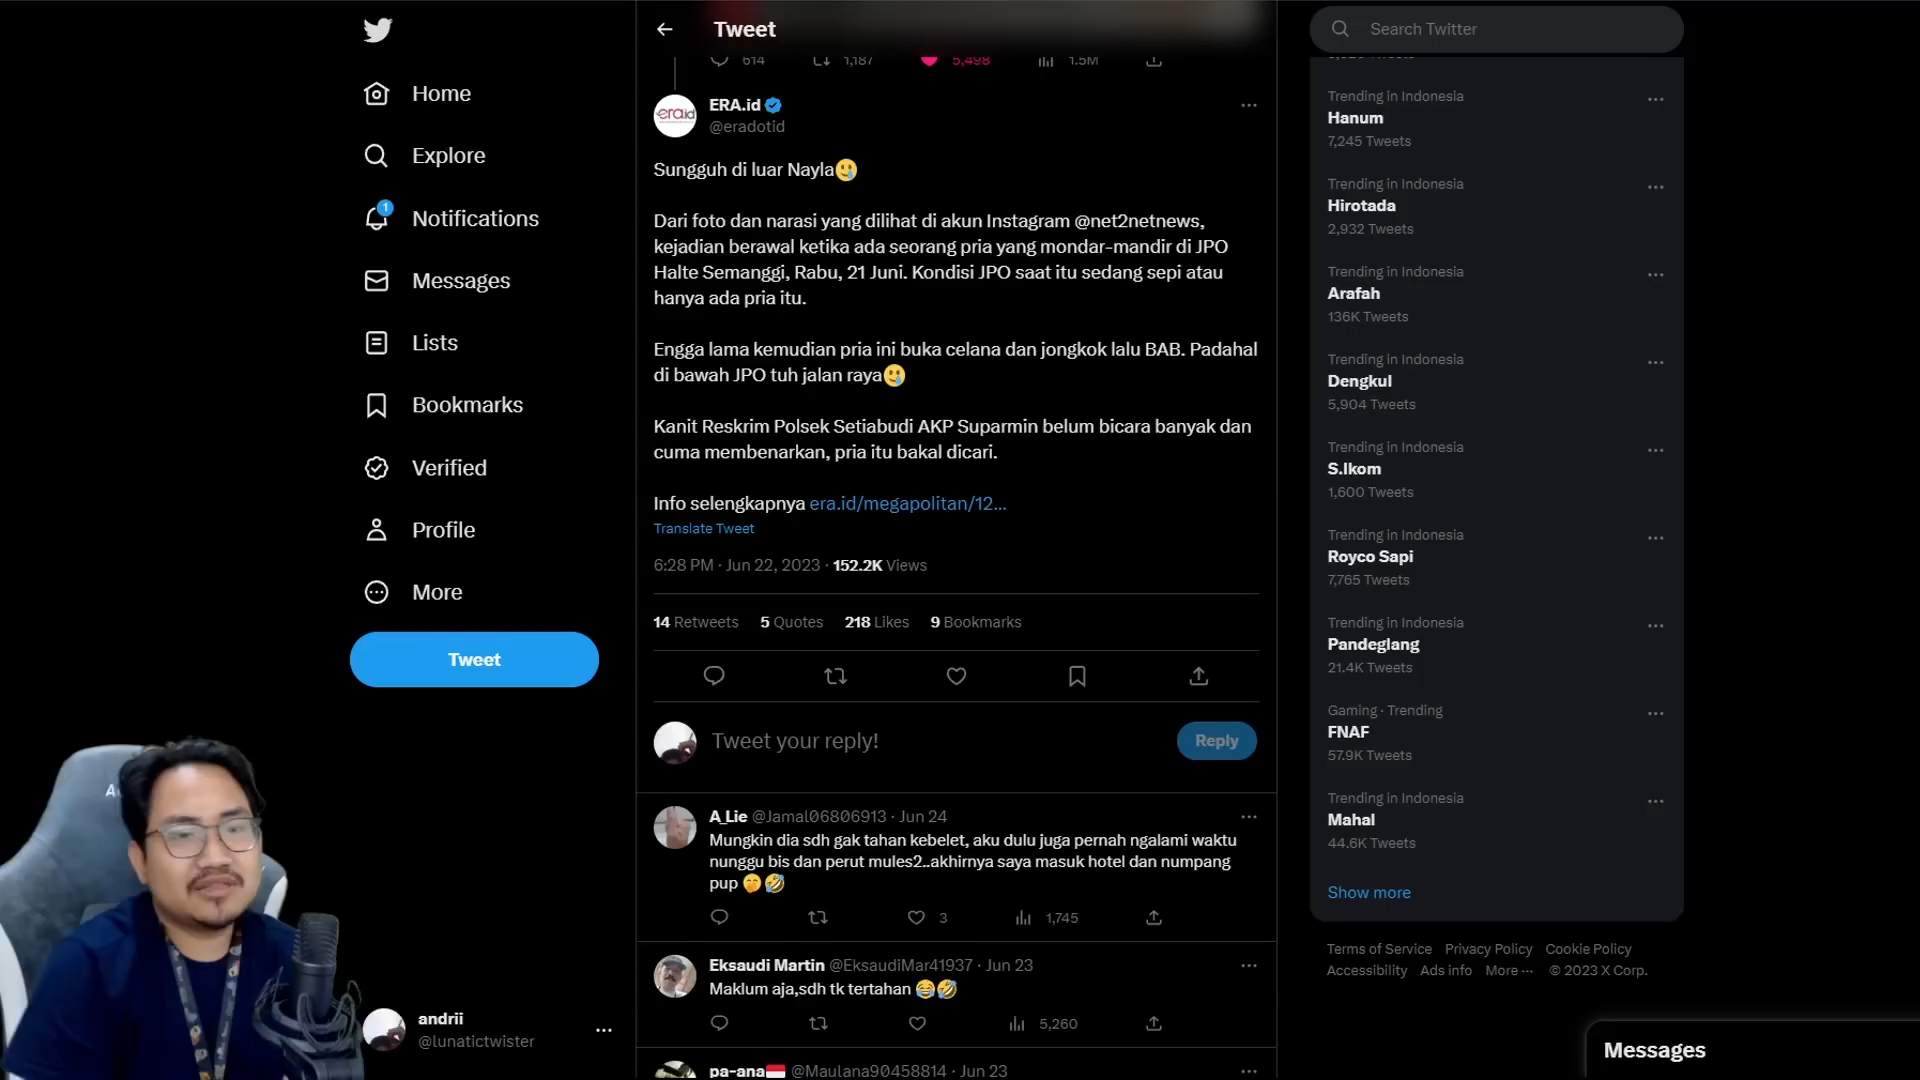 Home
Explore
1
Notifications
Messages
Lists
Bookmarks
Verified
Profile
More
Tweet
andrii
@lunatictwister
Tweet
614 1,187 5,498 1.5M
era.id
ERA.id
@eradotid
Sungguh di luar Nayla🥲
Dari foto dan narasi yang dilihat di akun Instagram @net2netnews,
kejadian berawal ketika ada seorang pria yang mondar-mandir di JPO
Halte Semanggi, Rabu, 21 Juni. Kondisi JPO saat itu sedang sepi atau
hanya ada pria itu.
Engga lama kemudian pria ini buka celana dan jongkok lalu BAB. Padahal
di bawah JPO tuh jalan raya🥲
Kanit Reskrim Polsek Setiabudi AKP Suparmin belum bicara banyak dan
cuma membenarkan, pria itu bakal dicari.
Info selengkapnya era.id/megapolitan/12...
Translate Tweet
6:28 PM · Jun 22, 2023 · 152.2K Views
14 Retweets 5 Quotes 218 Likes 9 Bookmarks
Tweet your reply!
Reply
A_Lie @Jamal06806913 · Jun 24
Mungkin dia sdh gak tahan kebelet, aku dulu juga pernah ngalami waktu
nunggu bis dan perut mules2..akhirnya saya masuk hotel dan numpang
pup 🤭🤣
3 1,745
Eksaudi Martin @EksaudiMar41937 · Jun 23
Maklum aja,sdh tk tertahan 😂🤣
5,260
pa-ana🇮🇩 @Maulana90458814 · Jun 23
Search Twitter
Trending in Indonesia
Hanum
7,245 Tweets
Trending in Indonesia
Hirotada
2,932 Tweets
Trending in Indonesia
Arafah
136K Tweets
Trending in Indonesia
Dengkul
5,904 Tweets
Trending in Indonesia
S.Ikom
1,600 Tweets
Trending in Indonesia
Royco Sapi
7,765 Tweets
Trending in Indonesia
Pandeglang
21.4K Tweets
Gaming · Trending
FNAF
57.9K Tweets
Trending in Indonesia
Mahal
44.6K Tweets
Show more
Terms of Service Privacy Policy Cookie Policy
Accessibility Ads info More ··· © 2023 X Corp.
Messages